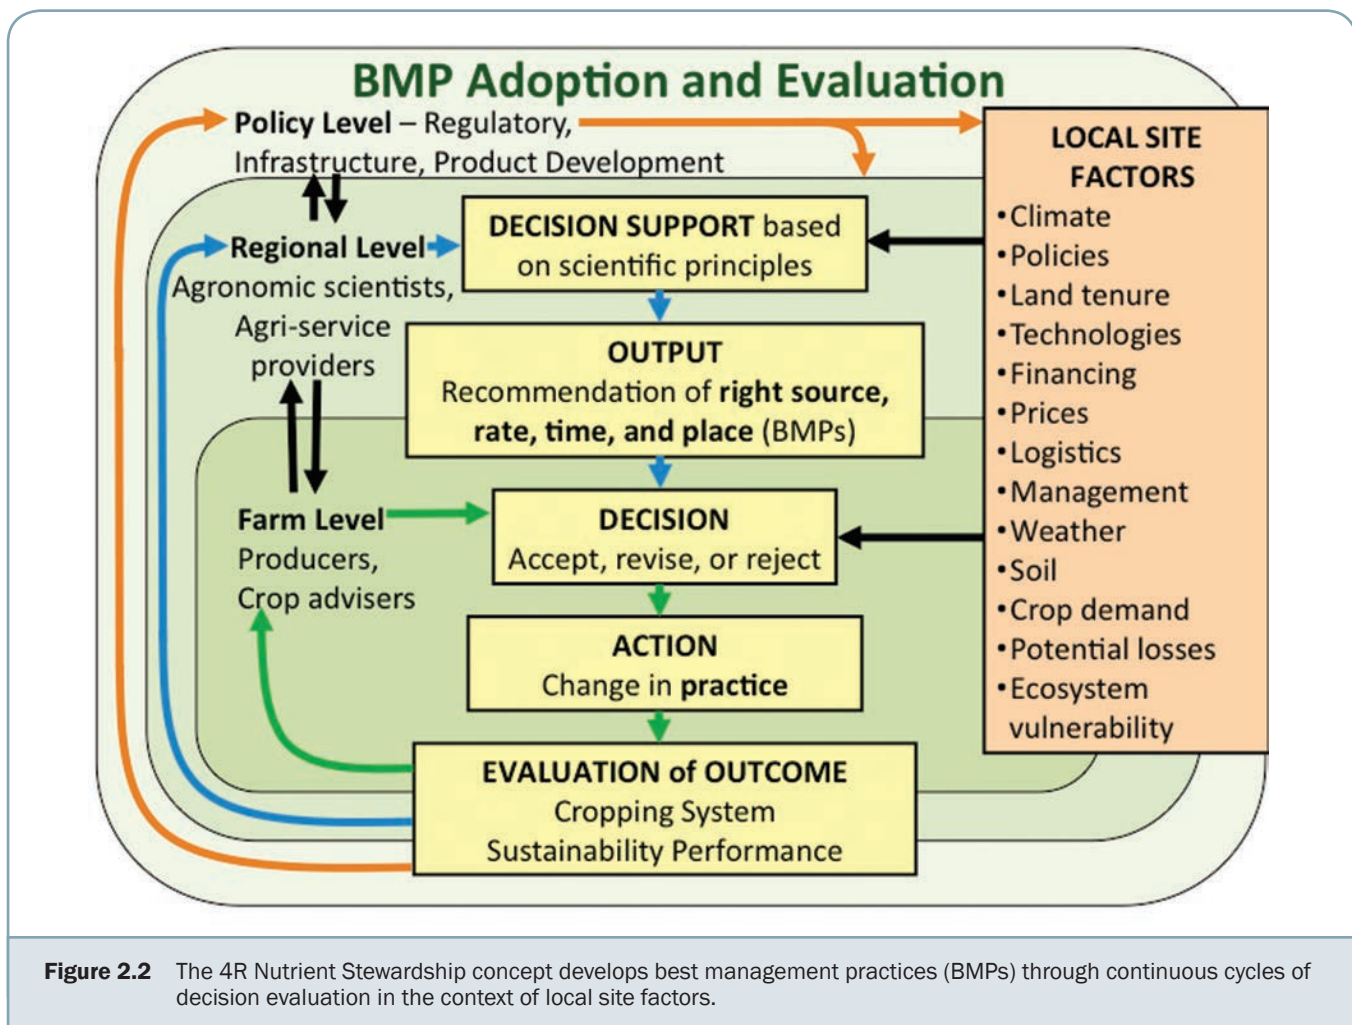 BMP Adoption and Evaluation
Policy Level – Regulatory,
Infrastructure, Product Development
Regional Level
Agronomic scientists,
Agri-service
providers
DECISION SUPPORT based
on scientific principles
OUTPUT
Recommendation of right source,
rate, time, and place (BMPs)
Farm Level
Producers,
Crop advisers
DECISION
Accept, revise, or reject
ACTION
Change in practice
EVALUATION of OUTCOME
Cropping System
Sustainability Performance
LOCAL SITE
FACTORS
•Climate
•Policies
•Land tenure
•Technologies
•Financing
•Prices
•Logistics
•Management
•Weather
•Soil
•Crop demand
•Potential losses
•Ecosystem
vulnerability
Figure 2.2 The 4R Nutrient Stewardship concept develops best management practices (BMPs) through continuous cycles of
decision evaluation in the context of local site factors.